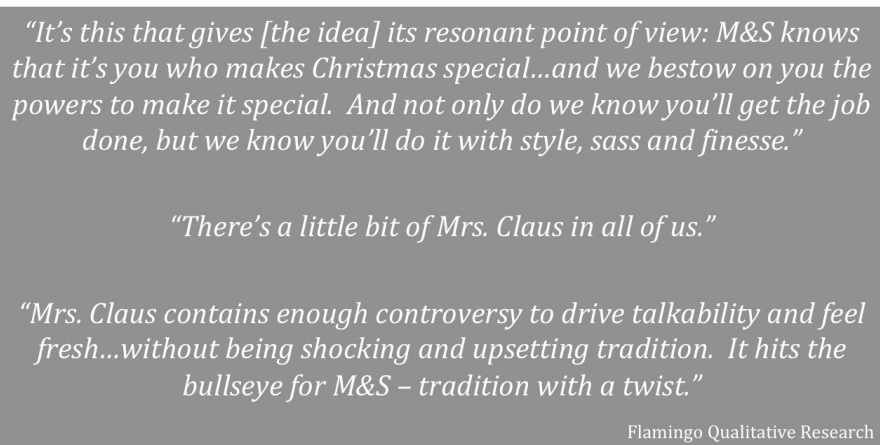 “It’s this that gives [the idea] its resonant point of view: M&S knows
that it’s you who makes Christmas special…and we bestow on you the
powers to make it special.  And not only do we know you’ll get the job
done, but we know you’ll do it with style, sass and finesse.”
“There’s a little bit of Mrs. Claus in all of us.”
“Mrs. Claus contains enough controversy to drive talkability and feel
fresh…without being shocking and upsetting tradition.  It hits the
bullseye for M&S – tradition with a twist.”
Flamingo Qualitative Research